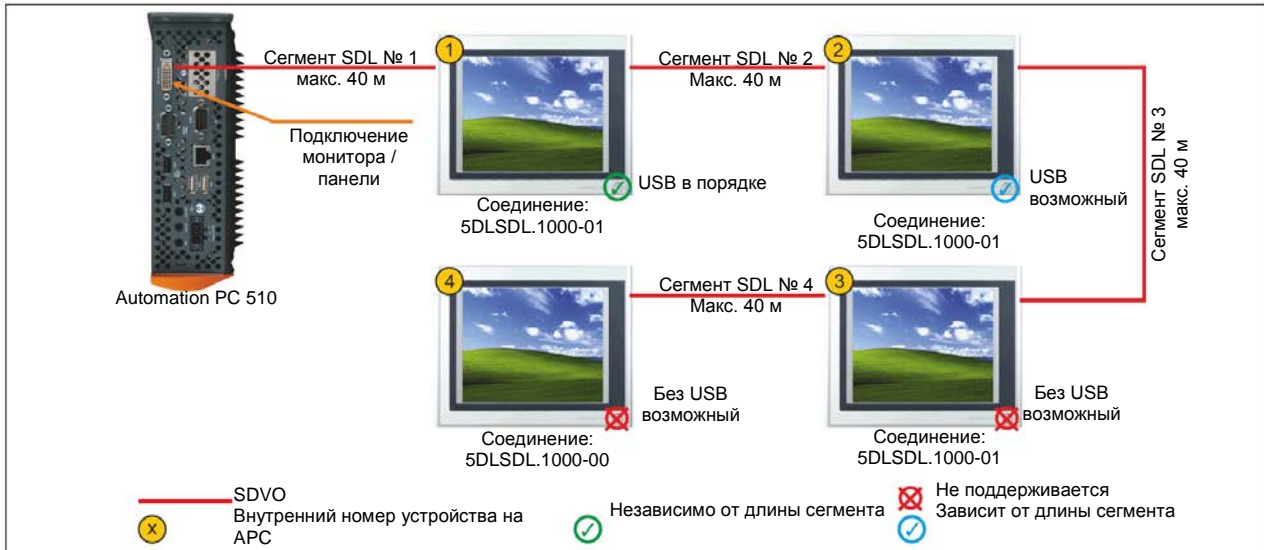 Сегмент SDL № 1
макс. 40 м
1
Сегмент SDL № 2
Макс. 40 м
2
Сегмент SDL № 3
макс. 40 м
Подключение
монитора /
панели
USB в порядке
USB
возможный
Соединение:
5DLSDL.1000-01
Соединение:
5DLSDL.1000-01
Automation PC 510
4
Сегмент SDL № 4
Макс. 40 м
3
Без USB
возможный
Без USB
возможный
Соединение:
5DLSDL.1000-00
Соединение:
5DLSDL.1000-01
SDVO
x
Внутренний номер устройства на
APC
Независимо от длины сегмента
Не поддерживается
Зависит от длины сегмента